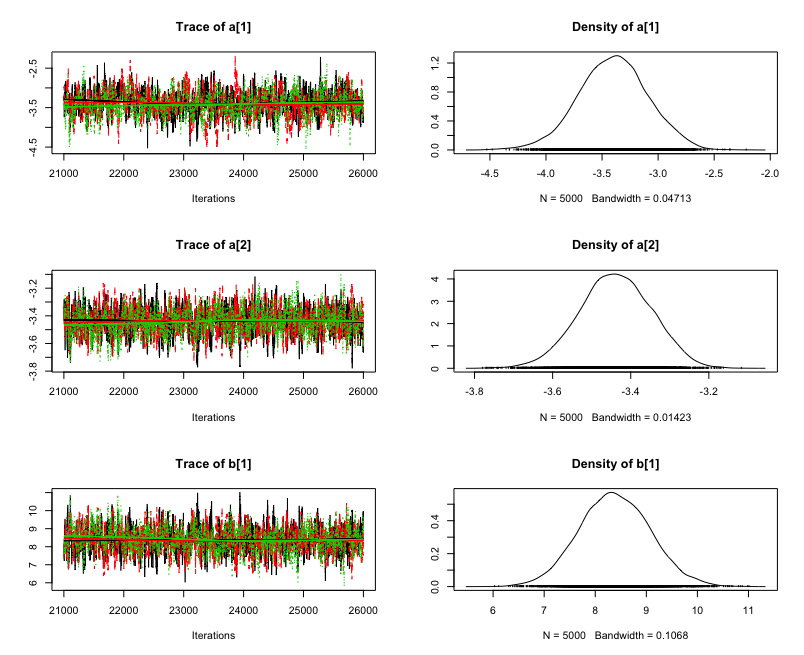 Trace of a[1]
-4.5 -3.5 -2.5
21000 22000 23000 24000 25000 26000
Iterations
Density of a[1]
0.0 0.4 0.8 1.2
-4.5 -4.0 -3.5 -3.0 -2.5 -2.0
N = 5000 Bandwidth = 0.04713
Trace of a[2]
-3.8 -3.6 -3.4 -3.2
21000 22000 23000 24000 25000 26000
Iterations
Density of a[2]
0 1 2 3 4
-3.8 -3.6 -3.4 -3.2
N = 5000 Bandwidth = 0.01423
Trace of b[1]
6 7 8 9 10
21000 22000 23000 24000 25000 26000
Iterations
Density of b[1]
0.0 0.2 0.4
6 7 8 9 10 11
N = 5000 Bandwidth = 0.1068